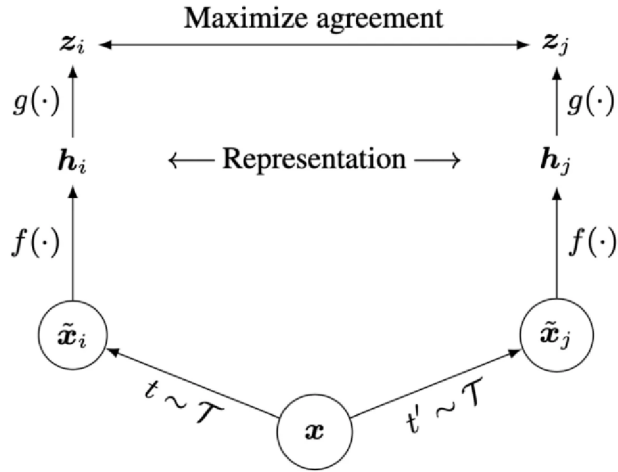 Maximize agreement
z_i z_j
g(·) g(·)
h_i ← Representation → h_j
f(·) f(·)
x̃_i x̃_j
t ~ 𝒯 t′ ~ 𝒯
x